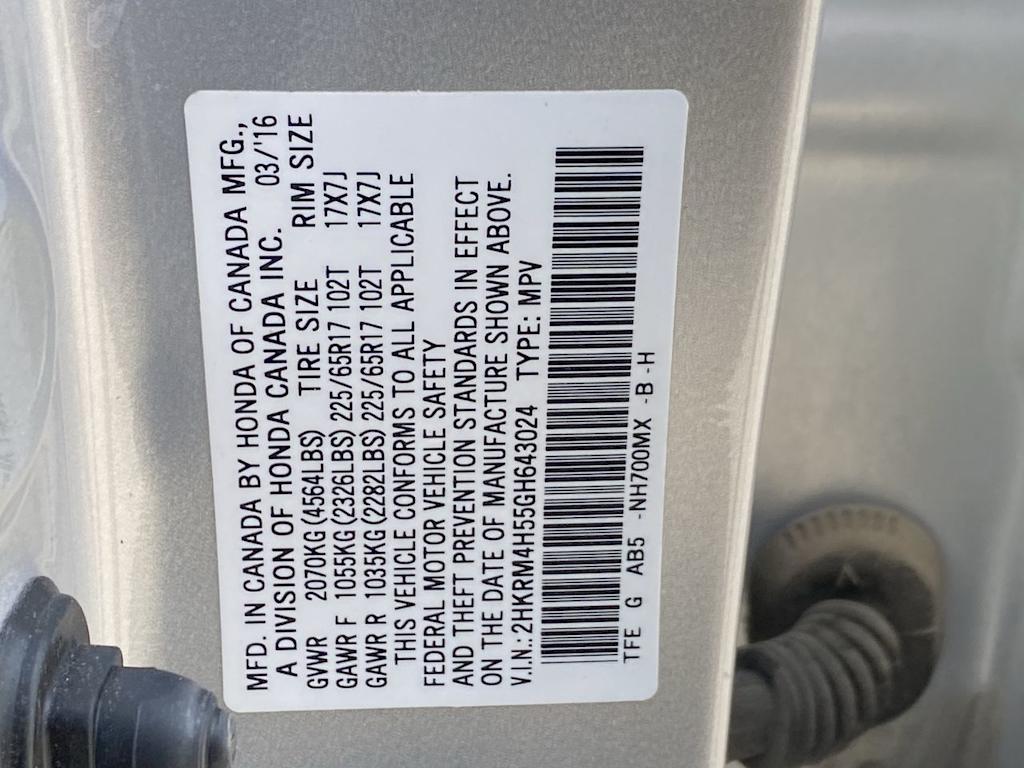 MFD. IN CANADA BY HONDA OF CANADA MFG.,
A DIVISION OF HONDA CANADA INC. 03/'16
GVWR 2070KG(4564LBS) TIRE SIZE RIM SIZE
GAWR F 1055KG(2326LBS) 225/65R17 102T 17X7J
GAWR R 1035KG(2282LBS) 225/65R17 102T 17X7J
THIS VEHICLE CONFORMS TO ALL APPLICABLE
FEDERAL MOTOR VEHICLE SAFETY
AND THEFT PREVENTION STANDARDS IN EFFECT
ON THE DATE OF MANUFACTURE SHOWN ABOVE.
V.I.N.:2HKRM4H55GH643024 TYPE: MPV
TFE G AB5 -NH700MX -B-H